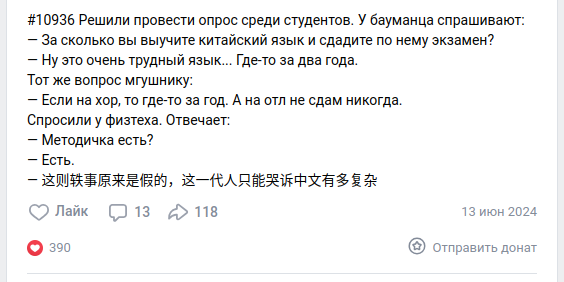 #10936 Решили провести опрос среди студентов. У бауманца спрашивают:
— За сколько вы выучите китайский язык и сдадите по нему экзамен?
— Ну это очень трудный язык... Где-то за два года.
Тот же вопрос мгушнику:
— Если на хор, то где-то за год. А на отл не сдам никогда.
Спросили у физтеха. Отвечает:
— Методичка есть?
— Есть.
— 这则轶事原来是假的，这一代人只能哭诉中文有多复杂
Лайк 13 118 13 июн 2024
390 Отправить донат